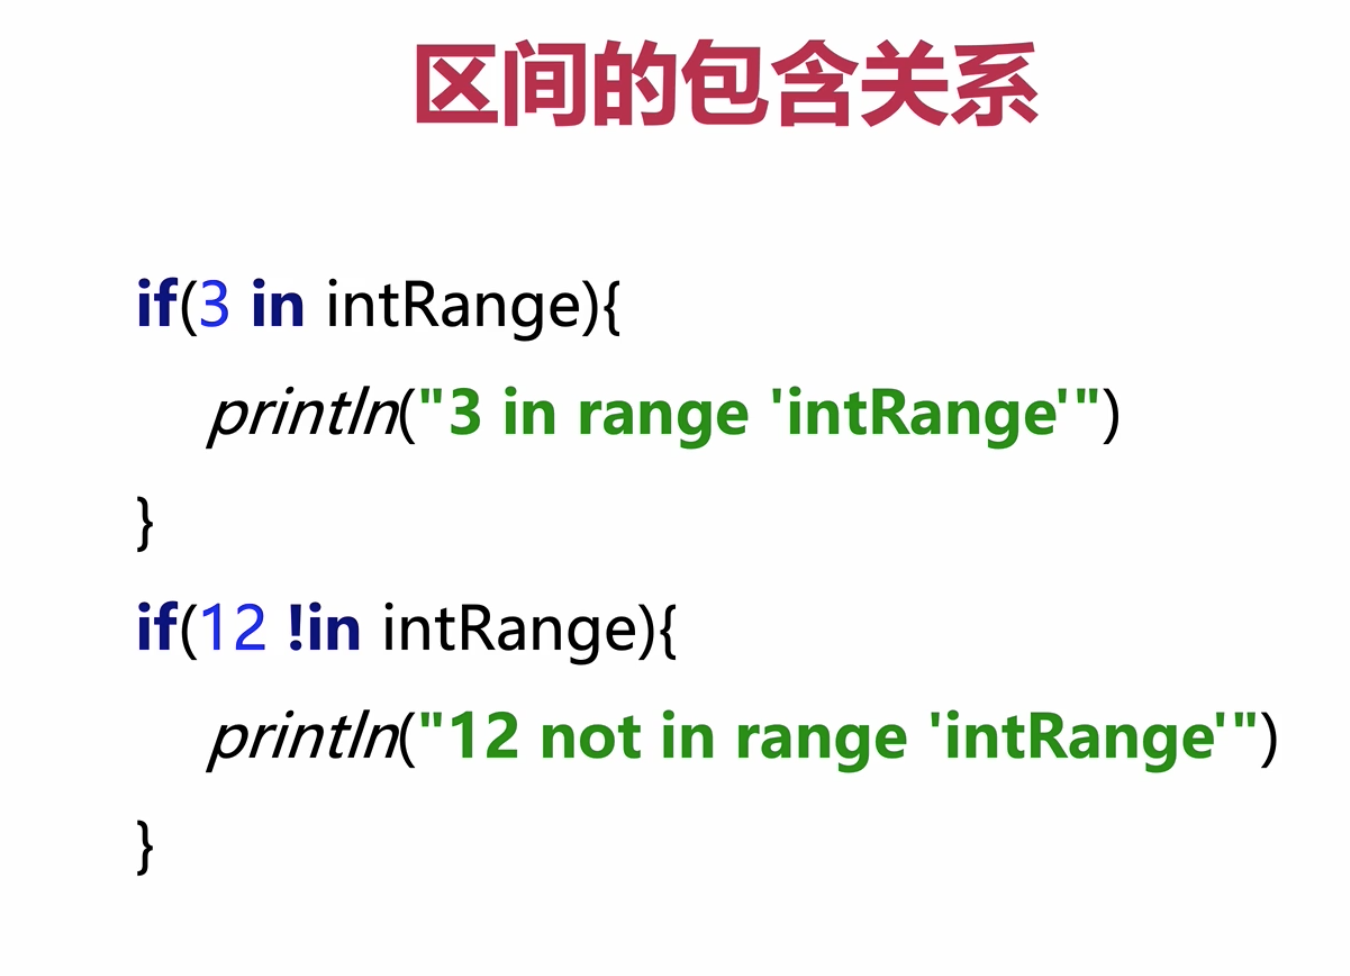 区间的包含关系
if(3 in intRange){
println("3 in range 'intRange'")
}
if(12 !in intRange){
println("12 not in range 'intRange'")
}